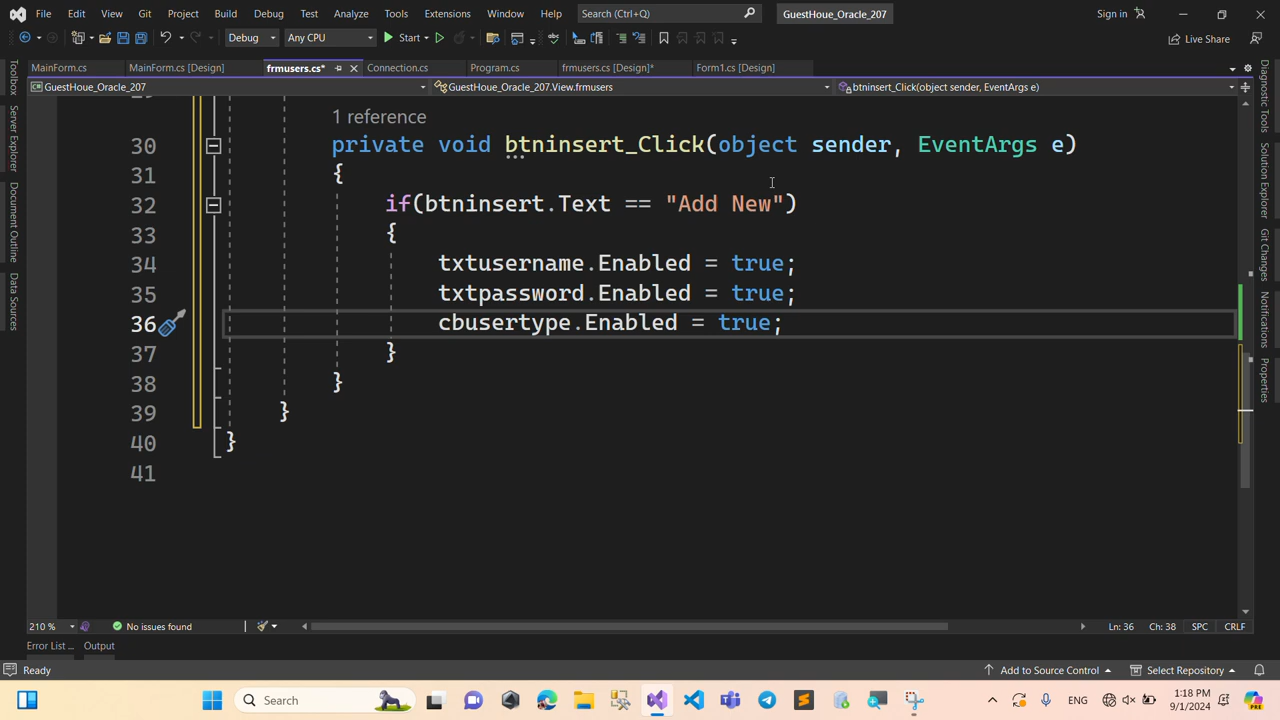 File Edit View Git Project Build Debug Test Analyze Tools Extensions Window Help Search (Ctrl+Q) GuestHoue_Oracle_207 Sign in
Debug Any CPU Start Live Share
MainForm.cs MainForm.cs [Design] frmusers.cs* Connection.cs Program.cs frmusers.cs [Design]* Form1.cs [Design]
GuestHoue_Oracle_207 GuestHoue_Oracle_207.View.frmusers btninsert_Click(object sender, EventArgs e)
Toolbox
Server Explorer
Document Outline
Data Sources
1 reference
30 private void btninsert_Click(object sender, EventArgs e)
31 {
32 if(btninsert.Text == "Add New")
33 {
34 txtusername.Enabled = true;
35 txtpassword.Enabled = true;
36 cbusertype.Enabled = true;
37 }
38 }
39 }
40 }
41
Diagnostic Tools
Solution Explorer
Git Changes
Notifications
Properties
210 % No issues found Ln: 36 Ch: 38 SPC CRLF
Error List ... Output
Ready Add to Source Control Select Repository
Search ENG 1:18 PM
9/1/2024
PRE